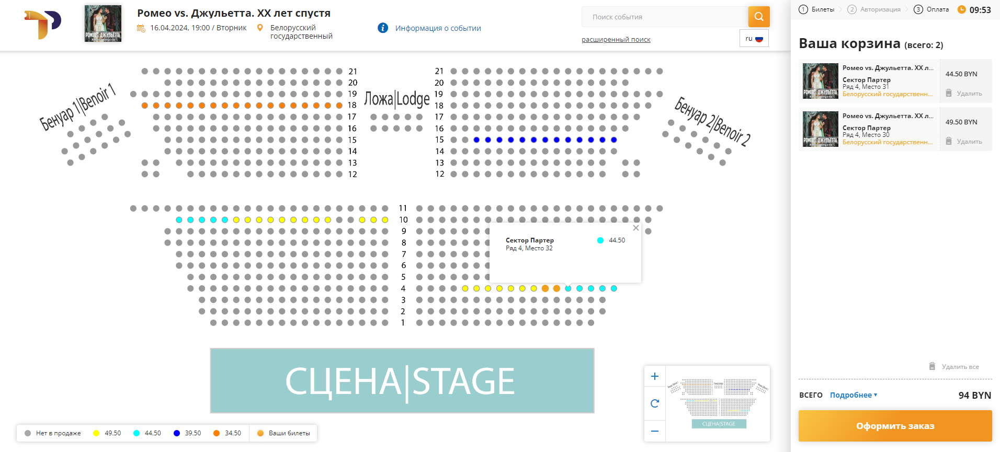 Ромео vs. Джульетта. XX лет спустя
16.04.2024, 19:00 / Вторник
Белорусский
государственный
Информация о событии
Поиск события
расширенный поиск
ru
1 Билеты
2 Авторизация
3 Оплата
09:53
Ваша корзина (всего: 2)
Ромео vs. Джульетта. XX л...
Сектор Партер
Ряд 4, Место 31
Белорусский государственн...
44.50 BYN
Удалить
Ромео vs. Джульетта. XX л...
Сектор Партер
Ряд 4, Место 30
Белорусский государственн...
49.50 BYN
Удалить
Удалить все
ВСЕГО Подробнее
94 BYN
Оформить заказ
Бенуар 1|Benoir 1
Ложа|Lodge
Бенуар 2|Benoir 2
21 21
20 20
19 19
18 18
17 17
16 16
15 15
14 14
13 13
12 12
11
10
9
8
7
6
5
4
3
2
1
Сектор Партер
Ряд 4, Место 32
44.50
СЦЕНА|STAGE
СЦЕНА|STAGE
Нет в продаже
49.50
44.50
39.50
34.50
Ваши билеты